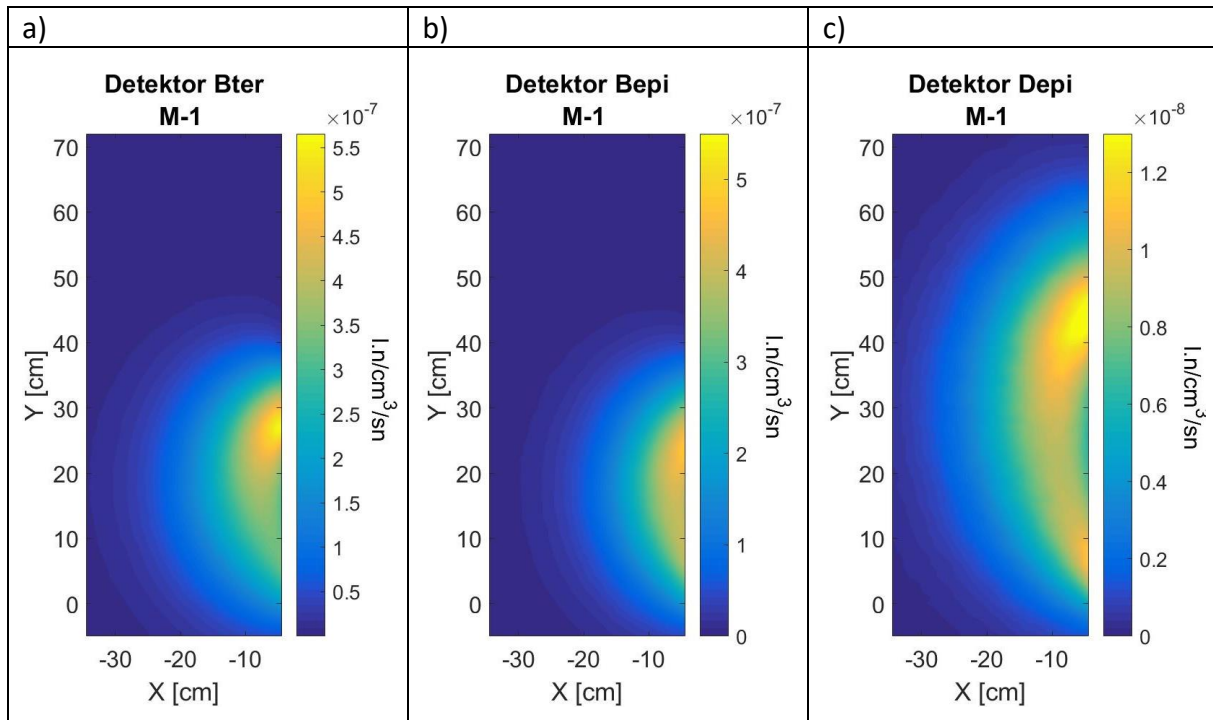 a)
b)
c)
Detektor Bter
M-1
×10-7
70
60
50
40
30
20
10
0
Y [cm]
-30 -20 -10
X [cm]
5.5
5
4.5
4
3.5
3
2.5
2
1.5
1
0.5
I.n/cm3/sn
Detektor Bepi
M-1
×10-7
70
60
50
40
30
20
10
0
Y [cm]
-30 -20 -10
X [cm]
5
4
3
2
1
0
I.n/cm3/sn
Detektor Depi
M-1
×10-8
70
60
50
40
30
20
10
0
Y [cm]
-30 -20 -10
X [cm]
1.2
1
0.8
0.6
0.4
0.2
0
I.n/cm3/sn